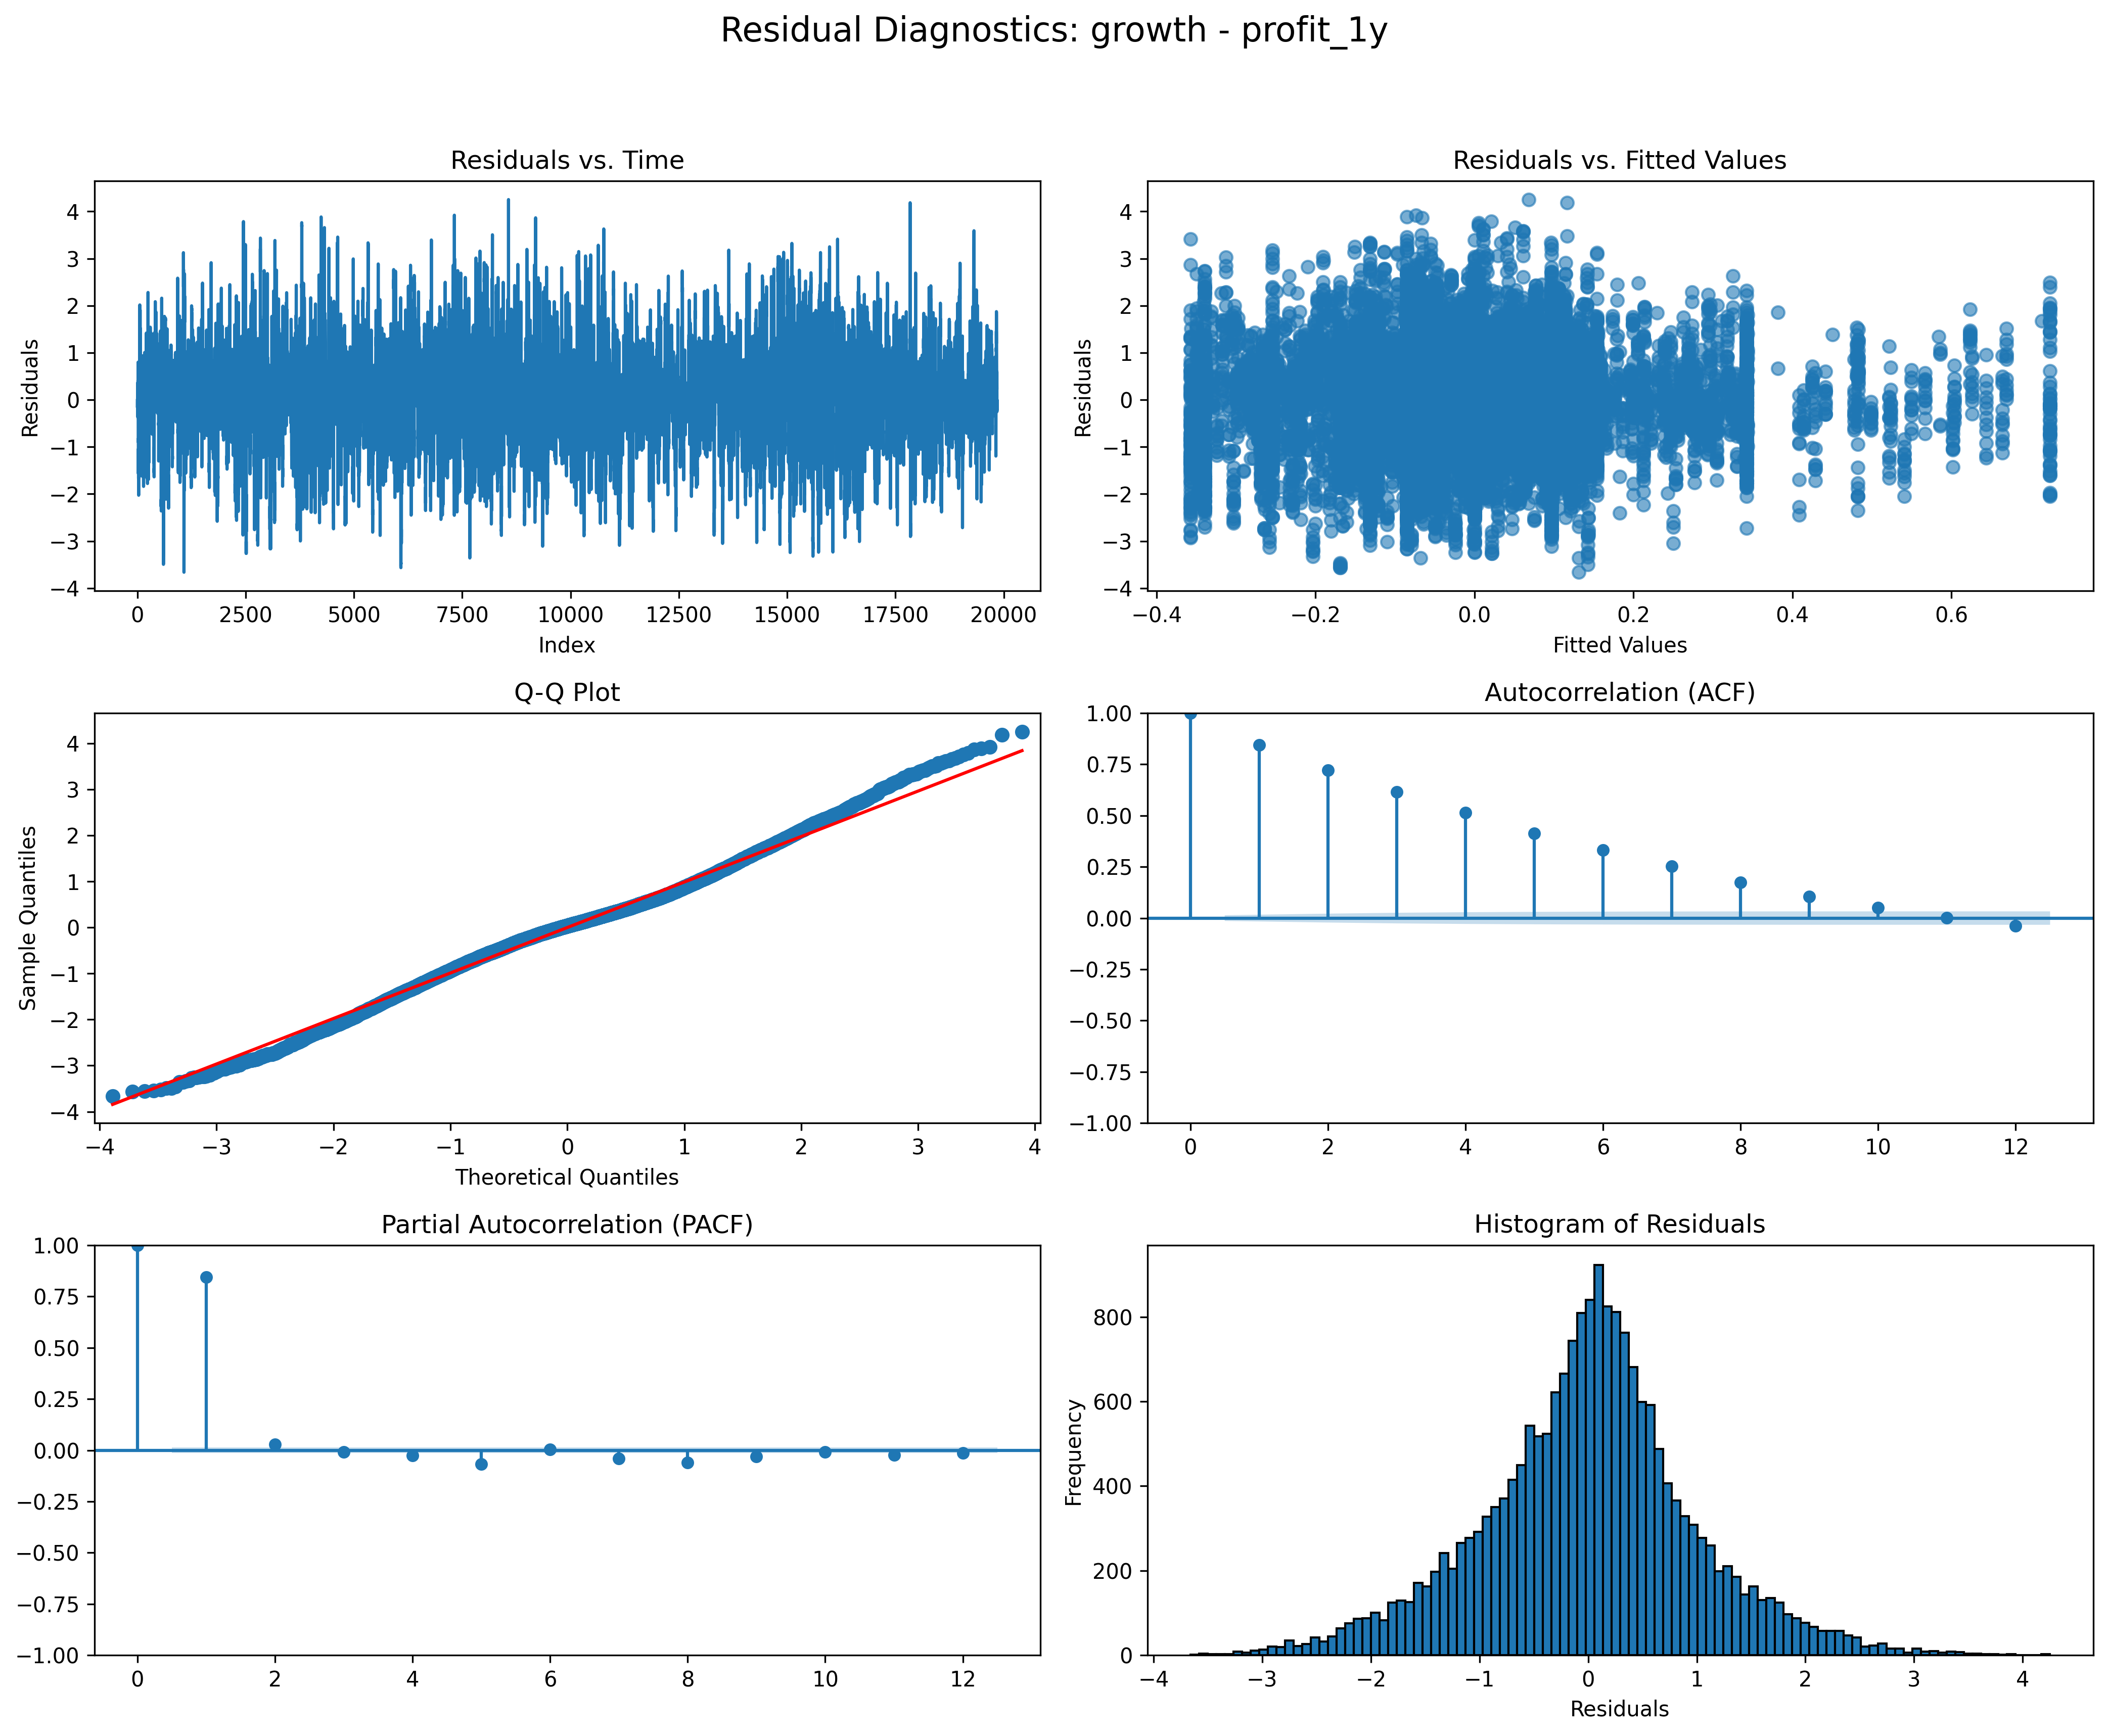 Residual Diagnostics: growth - profit_1y
Residuals vs. Time
Residuals
4
3
2
1
0
−1
−2
−3
−4
0 2500 5000 7500 10000 12500 15000 17500 20000
Index
Residuals vs. Fitted Values
Residuals
4
3
2
1
0
−1
−2
−3
−4
−0.4 −0.2 0.0 0.2 0.4 0.6
Fitted Values
Q-Q Plot
Sample Quantiles
4
3
2
1
0
−1
−2
−3
−4
−4 −3 −2 −1 0 1 2 3 4
Theoretical Quantiles
Autocorrelation (ACF)
1.00
0.75
0.50
0.25
0.00
−0.25
−0.50
−0.75
−1.00
0 2 4 6 8 10 12
Partial Autocorrelation (PACF)
1.00
0.75
0.50
0.25
0.00
−0.25
−0.50
−0.75
−1.00
0 2 4 6 8 10 12
Histogram of Residuals
Frequency
800
600
400
200
0
−4 −3 −2 −1 0 1 2 3 4
Residuals